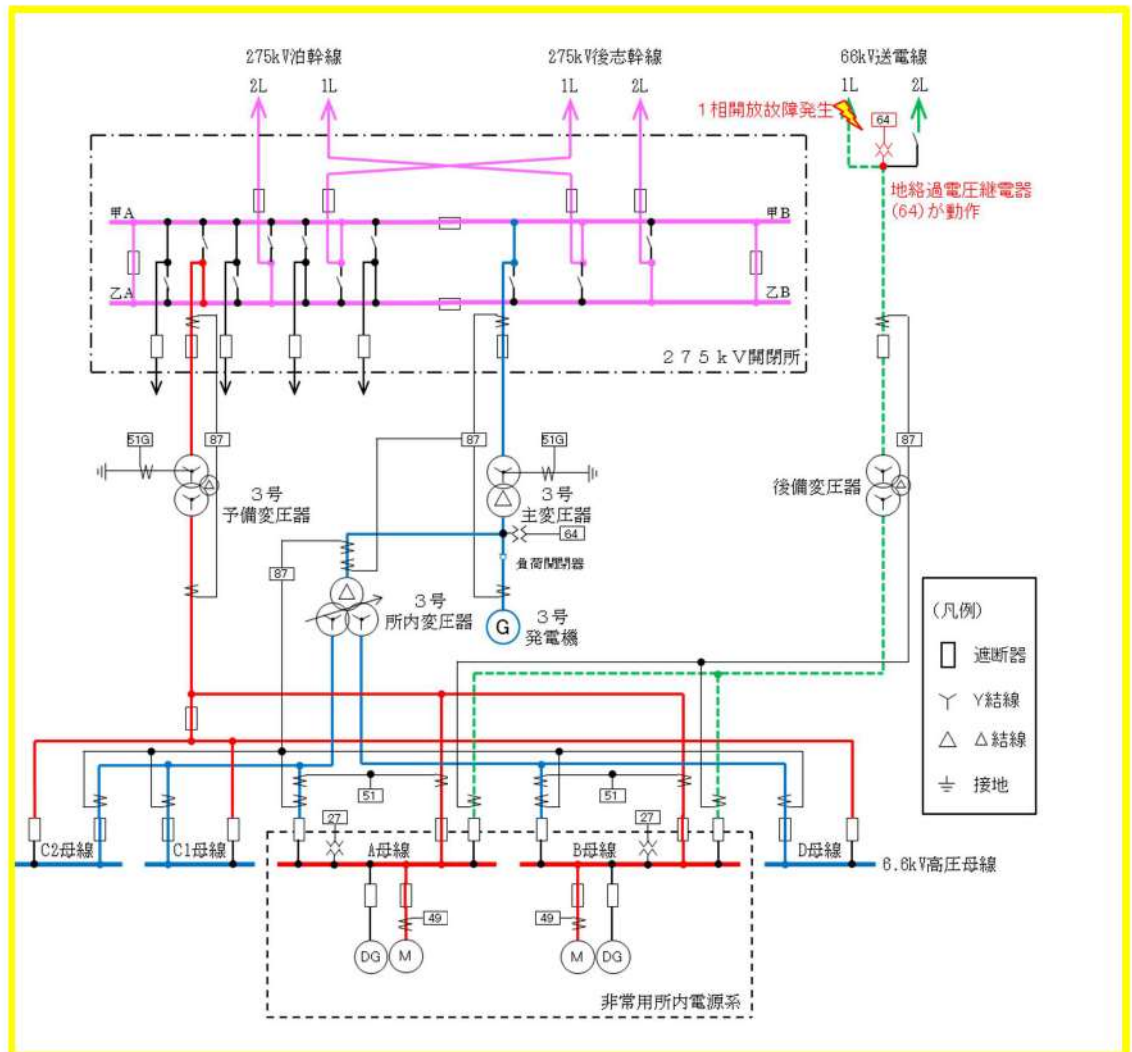 275kV泊幹線
275kV後志幹線
66kV送電線
2L
1L
1L
2L
1L
2L
1相開放故障発生
64
地絡過電圧継電器
(64)が動作
甲A
甲B
乙A
乙B
275kV開閉所
51G
87
87
51G
87
3号
予備変圧器
3号
主変圧器
後備変圧器
64
負荷開閉器
87
3号
所内変圧器
G
3号
発電機
(凡例)
遮断器
Y結線
△結線
接地
51
51
27
27
C2母線
C1母線
A母線
B母線
D母線
6.6kV高圧母線
49
49
DG
M
M
DG
非常用所内電源系